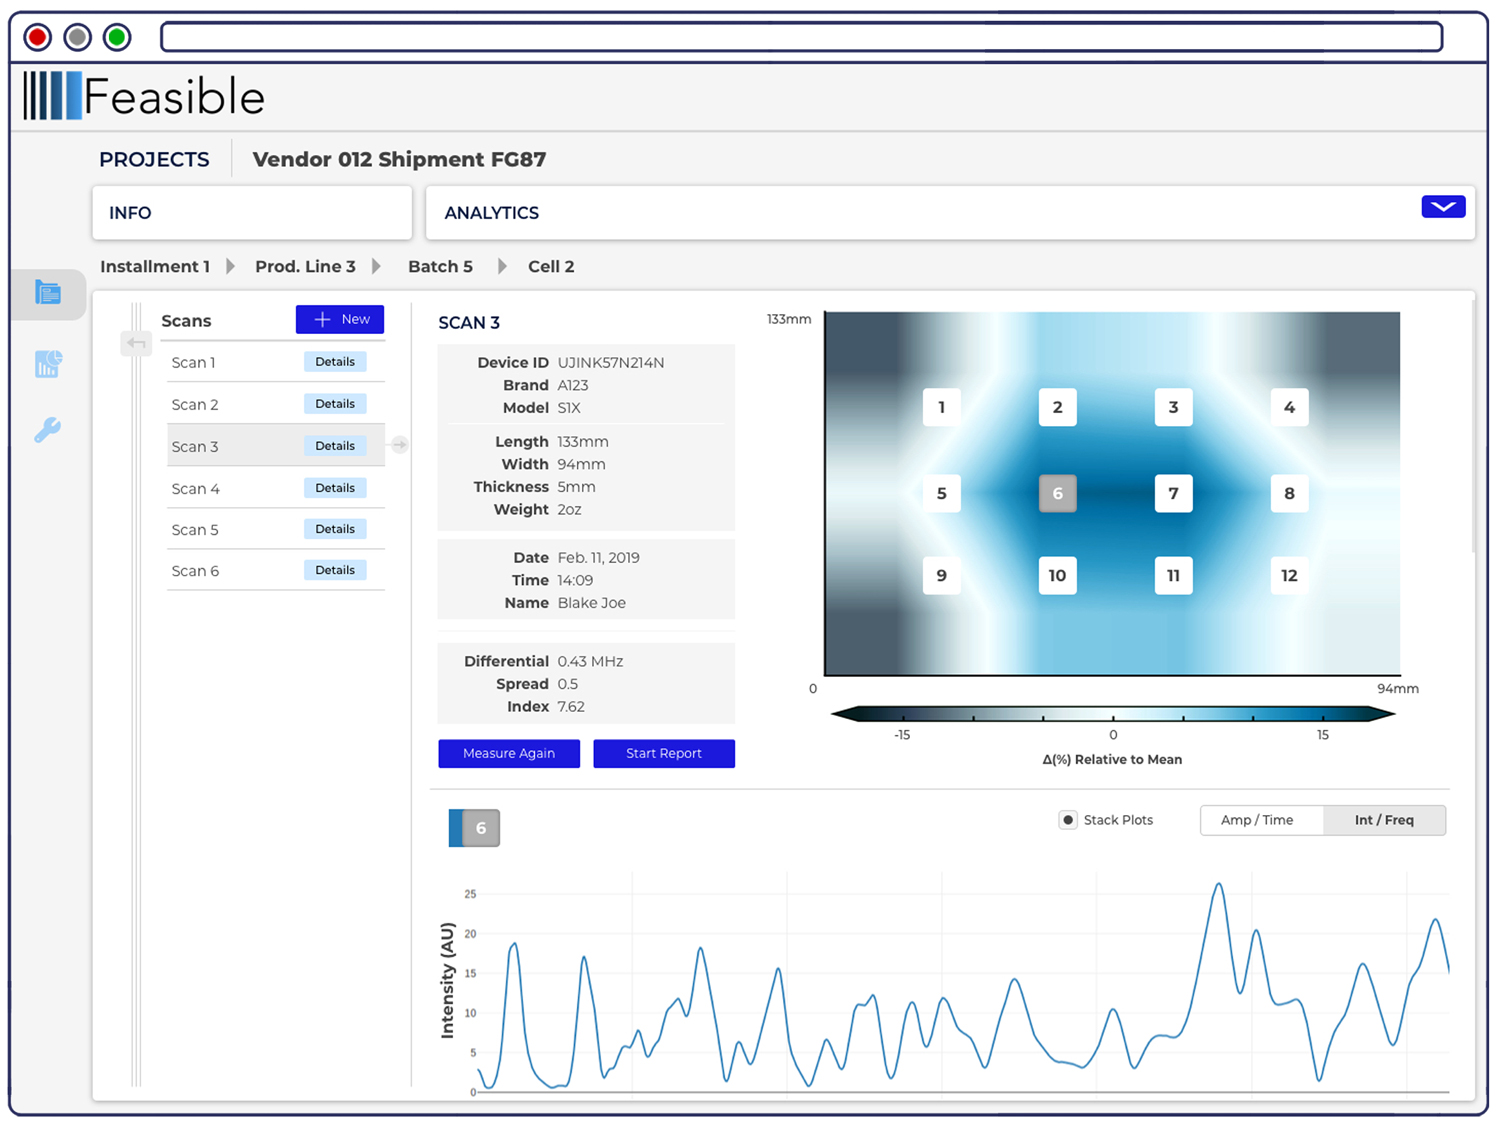 Feasible
PROJECTS
Vendor 012 Shipment FG87
INFO
ANALYTICS
Installment 1
Prod. Line 3
Batch 5
Cell 2
Scans
New
Scan 1
Details
Scan 2
Details
Scan 3
Details
Scan 4
Details
Scan 5
Details
Scan 6
Details
SCAN 3
Device ID UJINK57N214N
Brand A123
Model S1X
Length 133mm
Width 94mm
Thickness 5mm
Weight 2oz
Date Feb. 11, 2019
Time 14:09
Name Blake Joe
Differential 0.43 MHz
Spread 0.5
Index 7.62
Measure Again
Start Report
133mm
1 2 3 4
5 6 7 8
9 10 11 12
0
94mm
-15 0 15
Δ(%) Relative to Mean
6
Stack Plots
Amp / Time
Int / Freq
Intensity (AU)
25
20
15
10
5
0